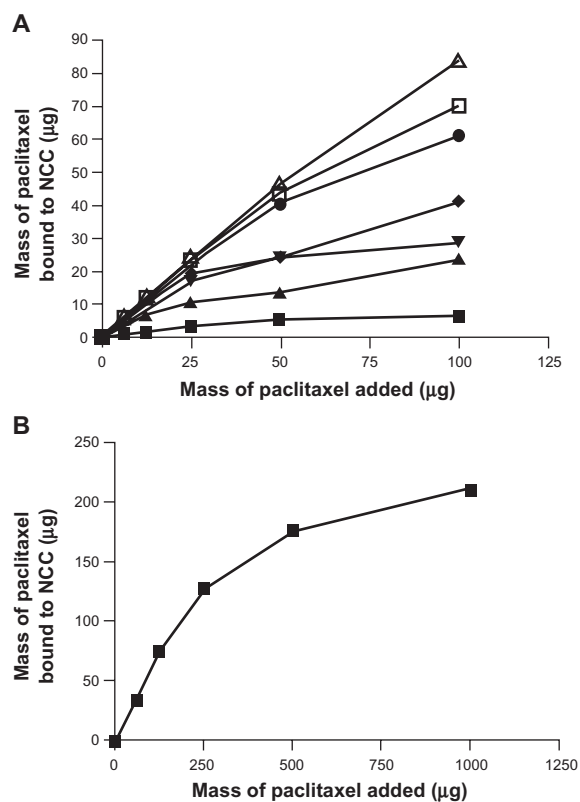 A
90
80
70
60
50
40
30
20
10
0
Mass of paclitaxel
bound to NCC (μg)
0 25 50 75 100 125
Mass of paclitaxel added (μg)
B
250
200
150
100
50
0
Mass of paclitaxel
bound to NCC (μg)
0 250 500 750 1000 1250
Mass of paclitaxel added (μg)